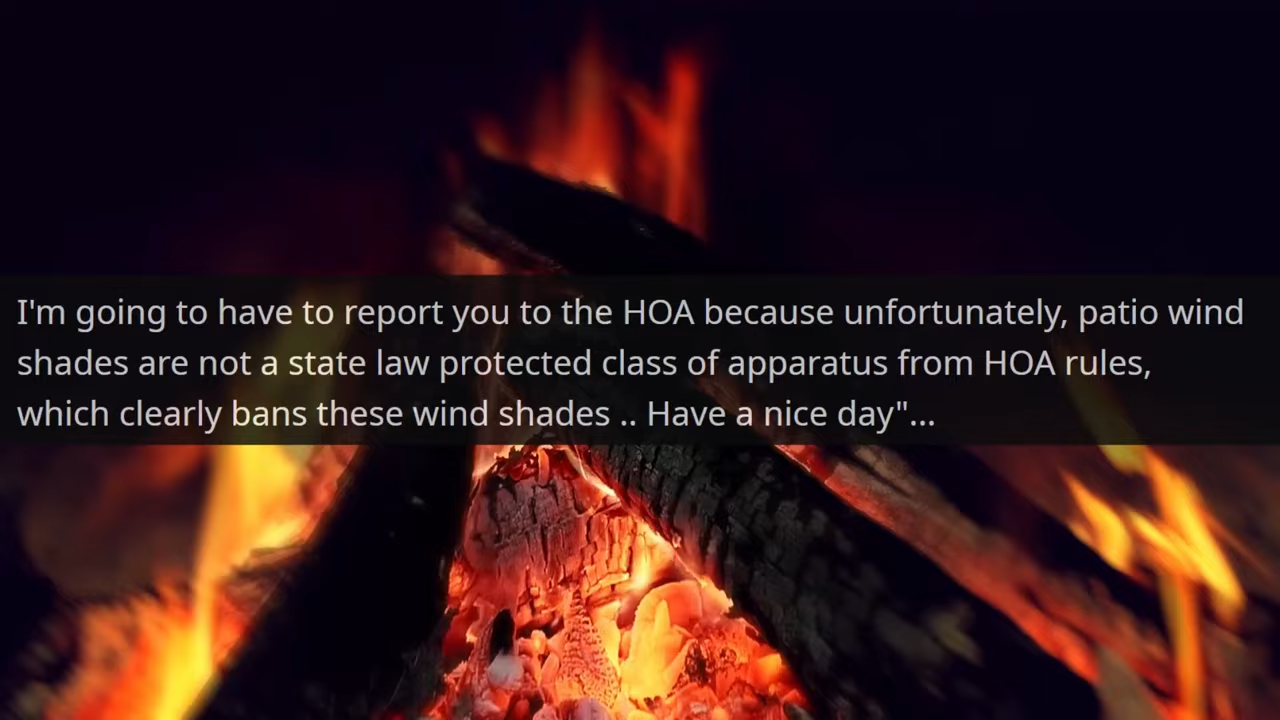 I'm going to have to report you to the HOA because unfortunately, patio wind
shades are not a state law protected class of apparatus from HOA rules,
which clearly bans these wind shades .. Have a nice day"...